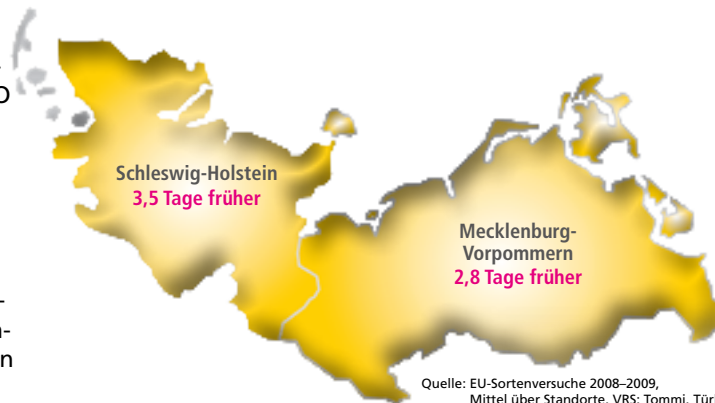 Schleswig-Holstein
3,5 Tage früher
Mecklenburg-
Vorpommern
2,8 Tage früher
Quelle: EU-Sortenversuche 2008–2009,
Mittel über Standorte, VRS: Tommi,